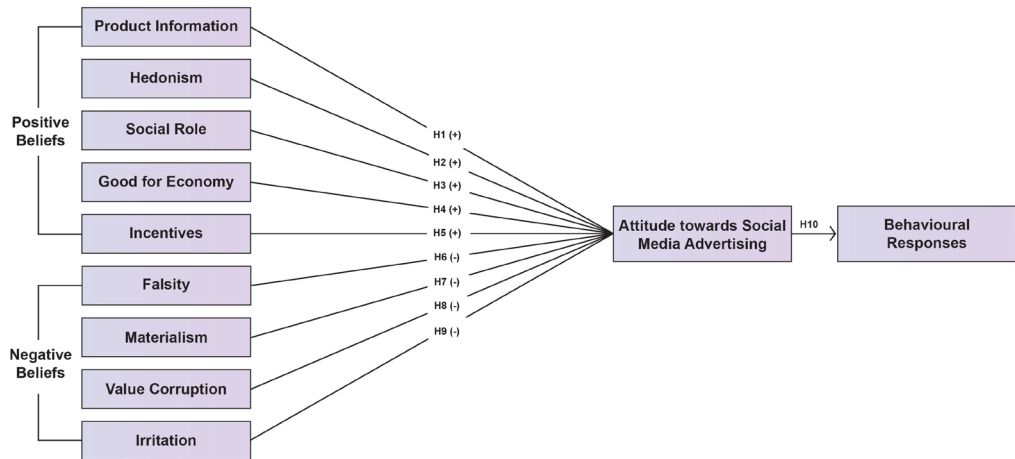 Product Information
Hedonism
Social Role
Good for Economy
Incentives
Falsity
Materialism
Value Corruption
Irritation
Positive
Beliefs
Negative
Beliefs
H1 (+)
H2 (+)
H3 (+)
H4 (+)
H5 (+)
H6 (-)
H7 (-)
H8 (-)
H9 (-)
Attitude towards Social
Media Advertising
H10
Behavioural
Responses